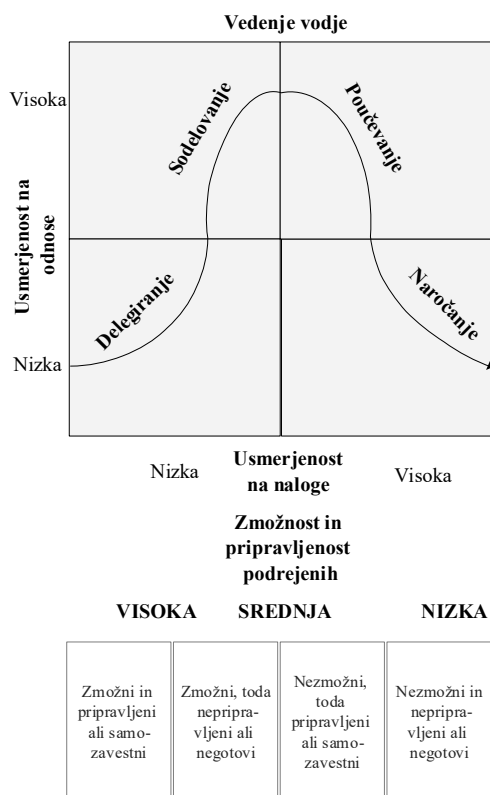 Vedenje vodje
Visoka
Sodelovanje
Poučevanje
Usmerjenost na
odnose
Delegiranje
Naročanje
Nizka
Nizka
Usmerjenost
na naloge
Visoka
Zmožnost in
pripravljenost
podrejenih
VISOKA
SREDNJA
NIZKA
Zmožni in
pripravljeni
ali samo-
zavestni
Zmožni, toda
nepripra-
vljeni ali
negotovi
Nezmožni,
toda
pripravljeni
ali samo-
zavestni
Nezmožni in
nepripra-
vljeni ali
negotovi